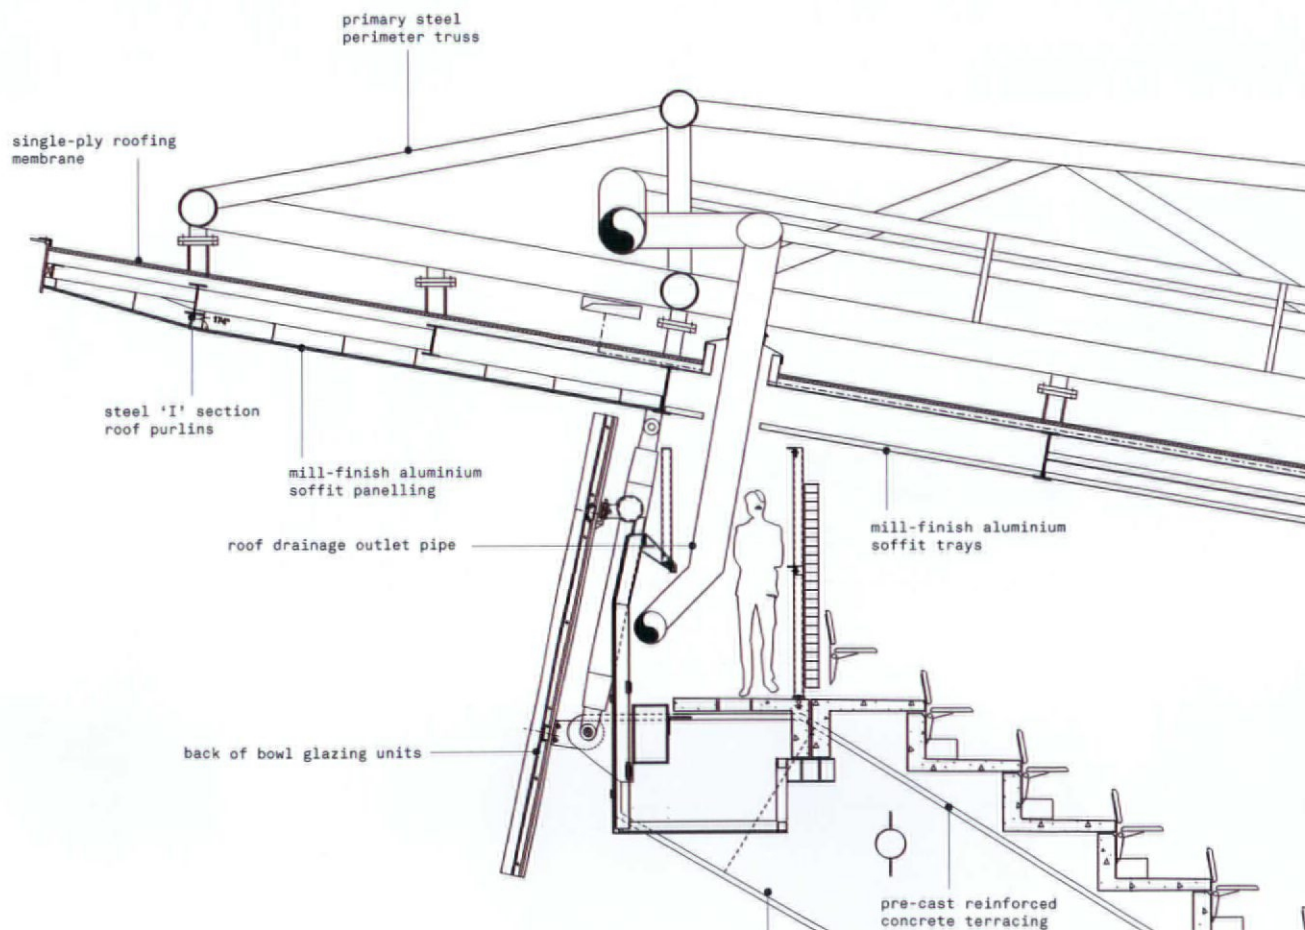 primary steel
perimeter truss
single-ply roofing
membrane
steel 'I' section
roof purlins
mill-finish aluminium
soffit panelling
roof drainage outlet pipe
mill-finish aluminium
soffit trays
back of bowl glazing units
pre-cast reinforced
concrete terracing